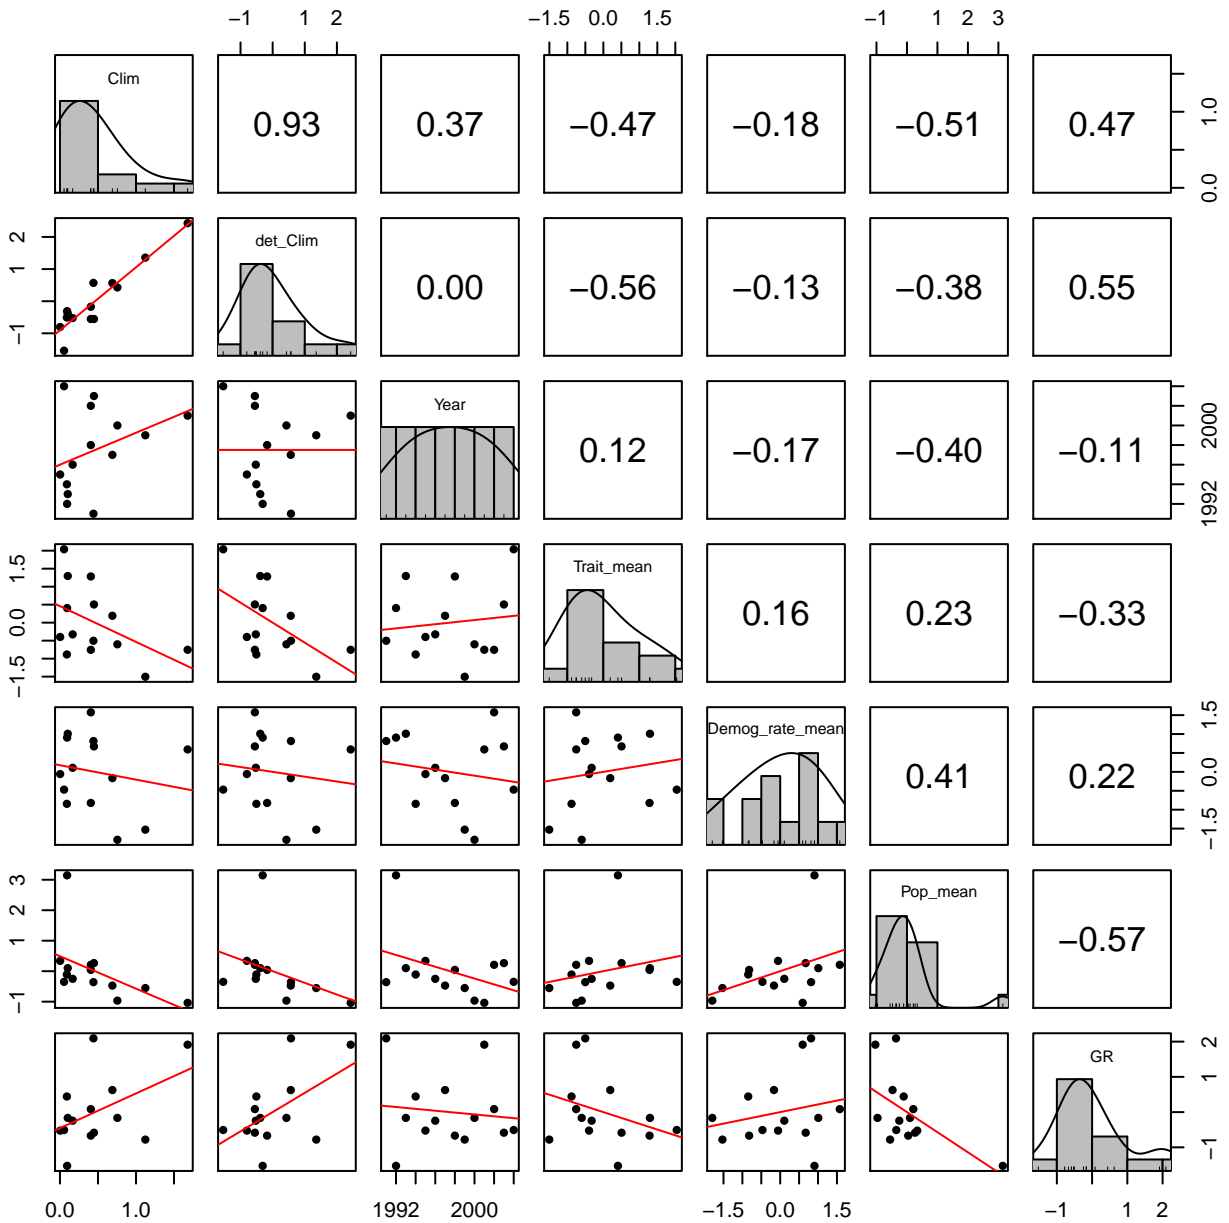 −1 1 2 −1.5 0.0 1.5 −1 1 3
Clim 0.93 0.37 −0.47 −0.18 −0.51 0.47 0.0 1.0
−1 1 2 det_Clim 0.00 −0.56 −0.13 −0.38 0.55
Year 0.12 −0.17 −0.40 −0.11 1992 2000
−1.5 0.0 1.5 Trait_mean 0.16 0.23 −0.33
Demog_rate_mean 0.41 0.22 −1.5 0.0 1.5
−1 1 2 3 Pop_mean −0.57
GR −1 1 2
0.0 1.0 1992 2000 −1.5 0.0 1.5 −1 1 2